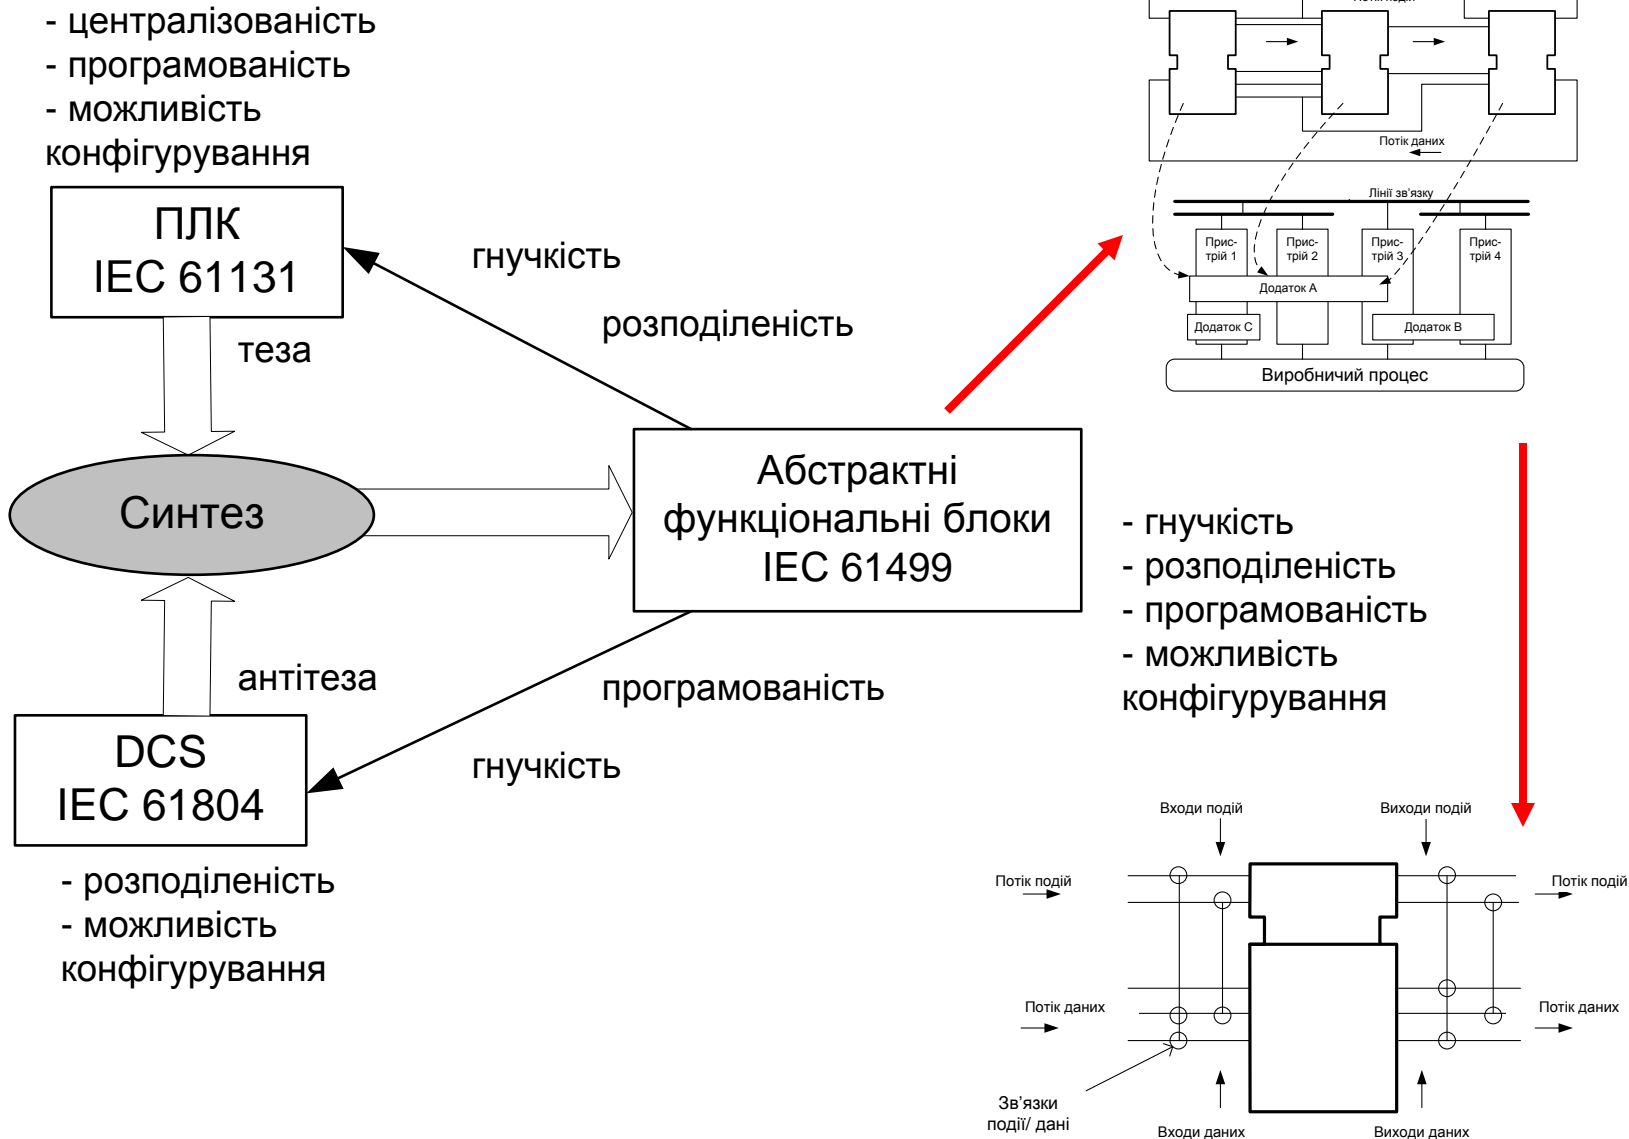 - централізованість
- програмованість
- можливість
конфігурування
ПЛК
IEC 61131
теза
гнучкість
розподіленість
Синтез
Абстрактні
функціональні блоки
IEC 61499
антітеза
програмованість
гнучкість
DCS
IEC 61804
- розподіленість
- можливість
конфігурування
Потік подій
Потік даних
Лінії зв'язку
Прис-
трій 1
Прис-
трій 2
Прис-
трій 3
Прис-
трій 4
Додаток А
Додаток С
Додаток В
Виробничий процес
- гнучкість
- розподіленість
- програмованість
- можливість
конфігурування
Входи подій
Виходи подій
Потік подій
Потік подій
Потік даних
Потік даних
Зв'язки
події/ дані
Входи даних
Виходи даних